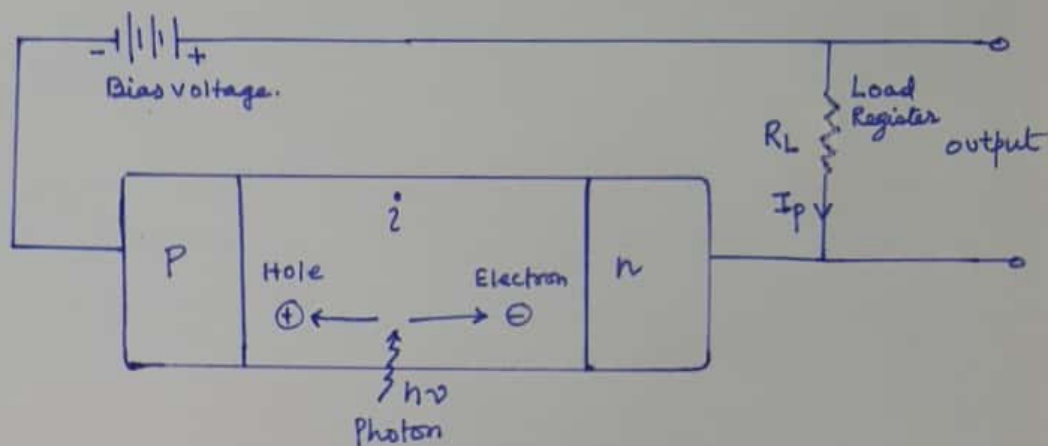 - +
Bias voltage.
Load
Register
RL
output
Ip
P
i
n
Hole
Electron
+
-
hν
Photon